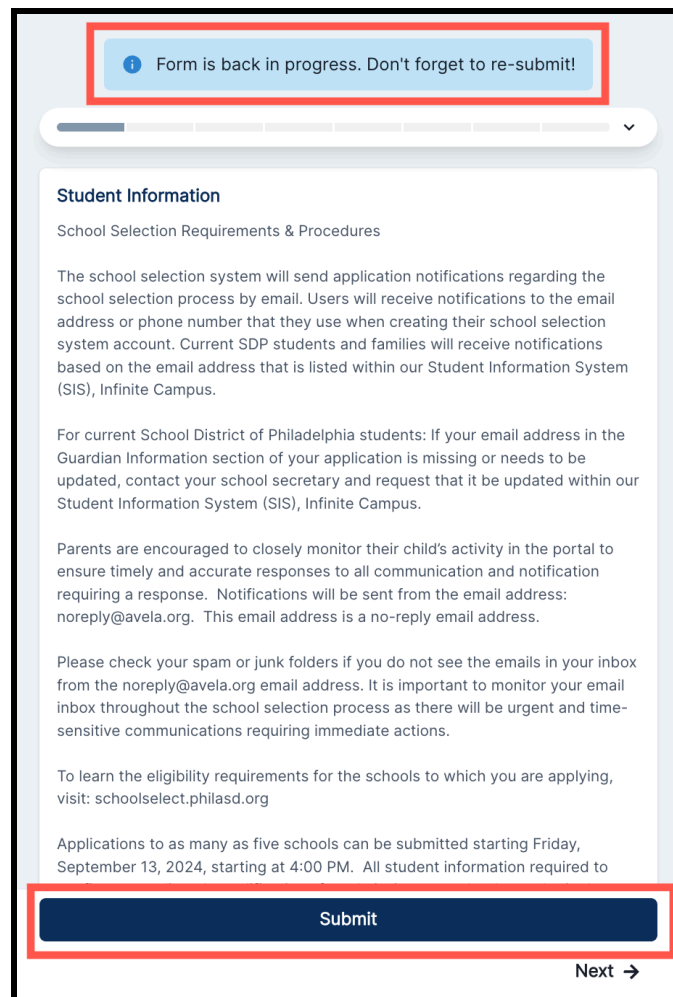 Form is back in progress. Don't forget to re-submit!
Student Information
School Selection Requirements & Procedures
The school selection system will send application notifications regarding the
school selection process by email. Users will receive notifications to the email
address or phone number that they use when creating their school selection
system account. Current SDP students and families will receive notifications
based on the email address that is listed within our Student Information System
(SIS), Infinite Campus.
For current School District of Philadelphia students: If your email address in the
Guardian Information section of your application is missing or needs to be
updated, contact your school secretary and request that it be updated within our
Student Information System (SIS), Infinite Campus.
Parents are encouraged to closely monitor their child’s activity in the portal to
ensure timely and accurate responses to all communication and notification
requiring a response.  Notifications will be sent from the email address:
noreply@avela.org.  This email address is a no-reply email address.
Please check your spam or junk folders if you do not see the emails in your inbox
from the noreply@avela.org email address. It is important to monitor your email
inbox throughout the school selection process as there will be urgent and time-
sensitive communications requiring immediate actions.
To learn the eligibility requirements for the schools to which you are applying,
visit: schoolselect.philasd.org
Applications to as many as five schools can be submitted starting Friday,
September 13, 2024, starting at 4:00 PM.  All student information required to
Submit
Next →